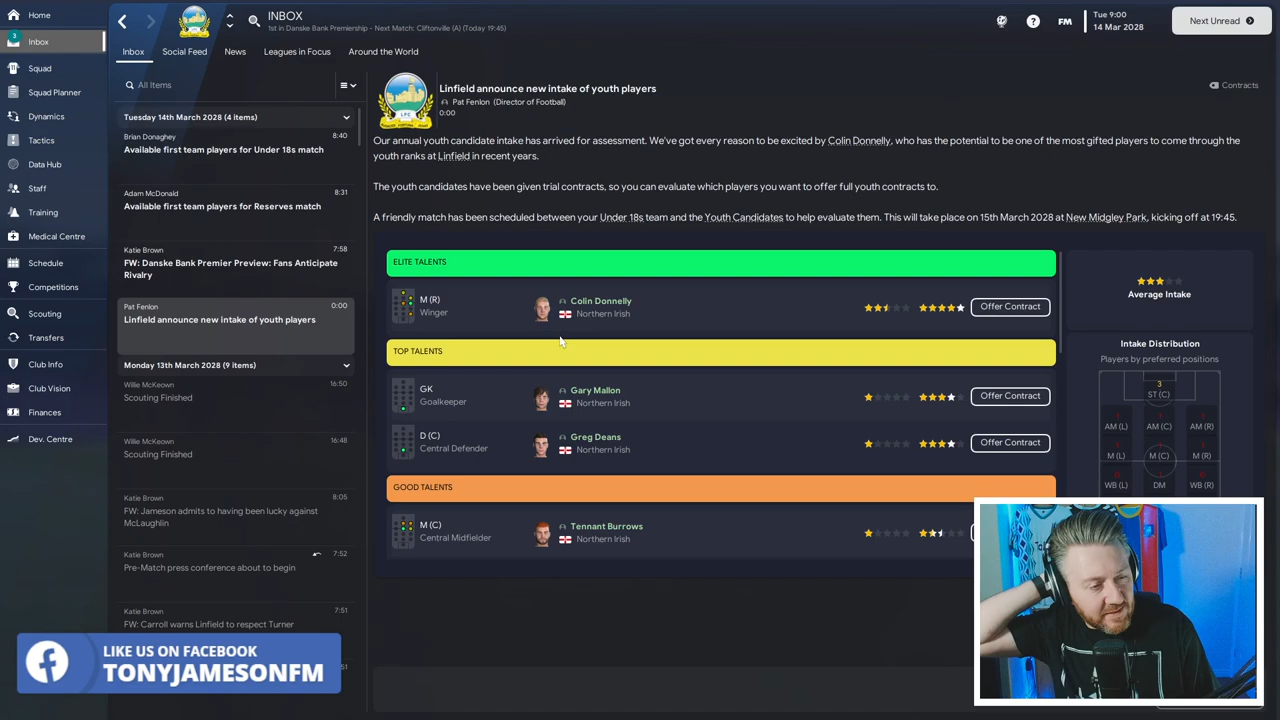 Home
3
Inbox
Squad
Squad Planner
Dynamics
Tactics
Data Hub
Staff
Training
Medical Centre
Schedule
Competitions
Scouting
Transfers
Club Info
Club Vision
Finances
Dev. Centre
INBOX
1st in Danske Bank Premiership - Next Match: Cliftonville (A) (Today 19:45)
FM
Tue 9:00
14 Mar 2028
Next Unread
Inbox
Social Feed
News
Leagues in Focus
Around the World
All Items
Tuesday 14th March 2028 (4 items)
Brian Donaghey 8:40
Available first team players for Under 18s match
Adam McDonald 8:31
Available first team players for Reserves match
Katie Brown 7:58
FW: Danske Bank Premier Preview: Fans Anticipate
Rivalry
Pat Fenlon 0:00
Linfield announce new intake of youth players
Monday 13th March 2028 (9 items)
Willie McKeown 16:50
Scouting Finished
Willie McKeown 16:48
Scouting Finished
Katie Brown 8:05
FW: Jameson admits to having been lucky against
McLaughlin
Katie Brown 7:52
Pre-Match press conference about to begin
Katie Brown 7:51
FW: Carroll warns Linfield to respect Turner
LIKE US ON FACEBOOK
TONYJAMESONFM
Linfield announce new intake of youth players
Pat Fenlon (Director of Football)
0:00
Contracts
Our annual youth candidate intake has arrived for assessment. We've got every reason to be excited by Colin Donnelly, who has the potential to be one of the most gifted players to come through the
youth ranks at Linfield in recent years.
The youth candidates have been given trial contracts, so you can evaluate which players you want to offer full youth contracts to.
A friendly match has been scheduled between your Under 18s team and the Youth Candidates to help evaluate them. This will take place on 15th March 2028 at New Midgley Park, kicking off at 19:45.
ELITE TALENTS
M (R)
Winger
Colin Donnelly
Northern Irish
Offer Contract
TOP TALENTS
GK
Goalkeeper
Gary Mallon
Northern Irish
Offer Contract
D (C)
Central Defender
Greg Deans
Northern Irish
Offer Contract
GOOD TALENTS
M (C)
Central Midfielder
Tennant Burrows
Northern Irish
Average Intake
Intake Distribution
Players by preferred positions
3
ST (C)
AM (L)
AM (C)
AM (R)
M (L)
M (C)
M (R)
WB (L)
DM
WB (R)